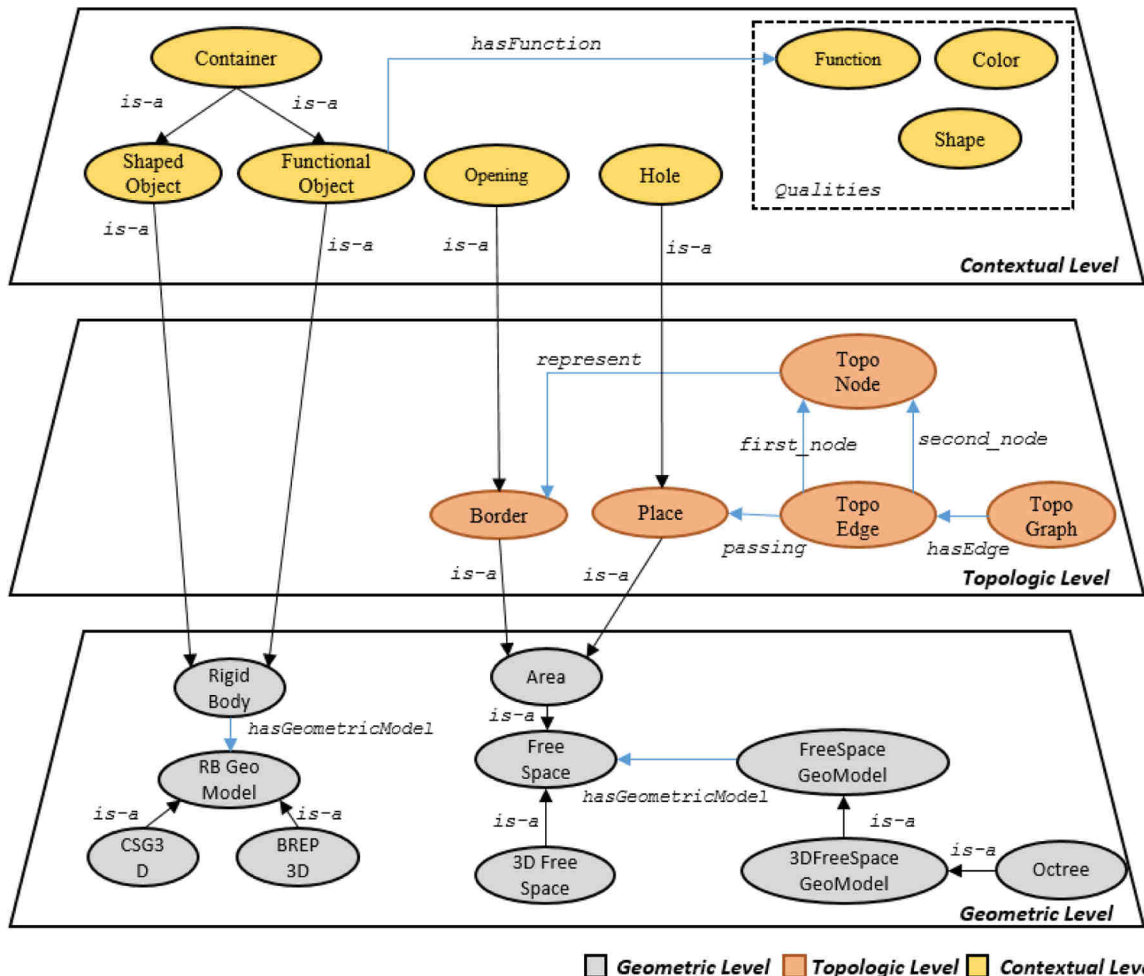 hasFunction
Container
Function
Color
is-a
is-a
Shape
Shaped
Object
Functional
Object
Opening
Hole
Qualities
is-a
is-a
is-a
is-a
Contextual Level
represent
Topo
Node
first_node
second_node
Border
Place
Topo
Edge
Topo
Graph
passing
hasEdge
is-a
is-a
Topologic Level
Rigid
Body
Area
is-a
hasGeometricModel
Free
Space
FreeSpace
GeoModel
RB Geo
Model
hasGeometricModel
is-a
is-a
is-a
is-a
CSG3
D
BREP
3D
3D Free
Space
3DFreeSpace
GeoModel
is-a
Octree
Geometric Level
Geometric Level
Topologic Level
Contextual Leve